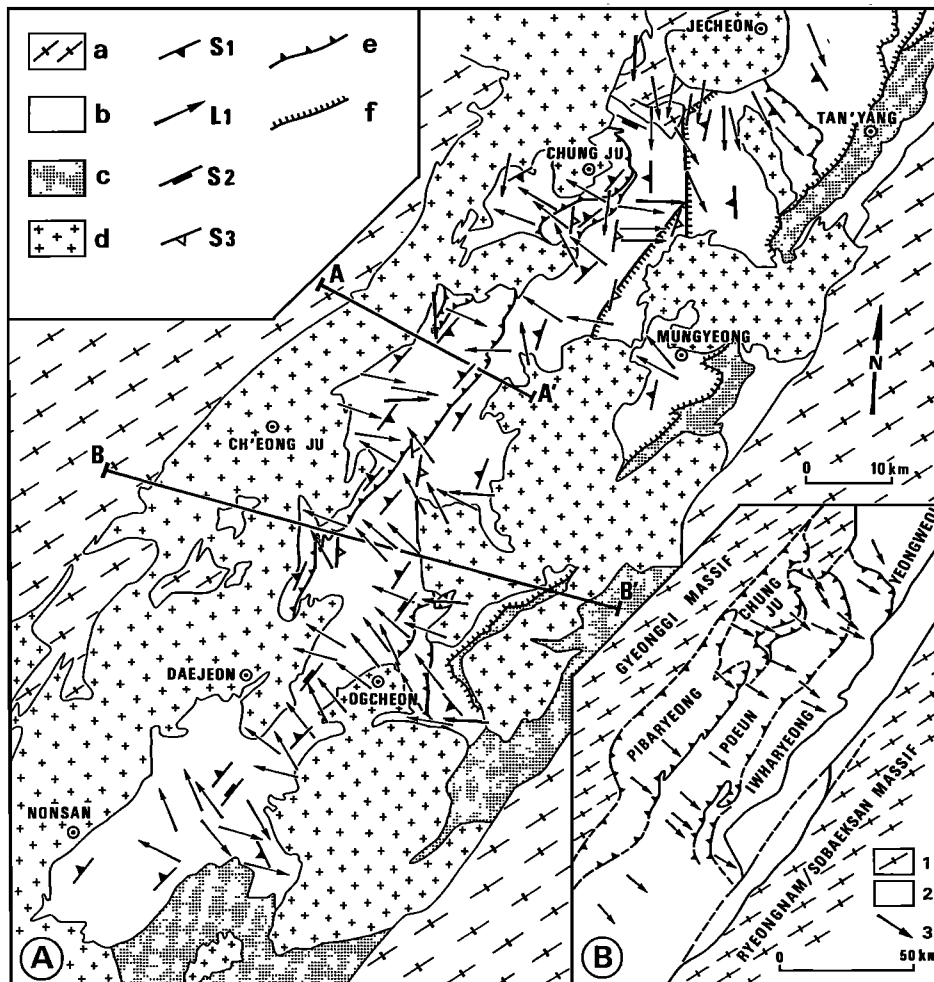 a
b
c
d
S1
L1
S2
S3
e
f
JECHEON
TAN'YANG
CHUNG JU
A
A'
MUNGYEONG
N
0 10 km
CH'EONG JU
B
B'
DAEJEON
OGCHEON
NONSAN
A
GYEONGGI MASSIF
CHUNG JU
YEONGWEOL
PIBARYEONG
POEUN
IWHARYEONG
RYEONGNAM/SOBAEKSAN MASSIF
1
2
3
B
0 50 km